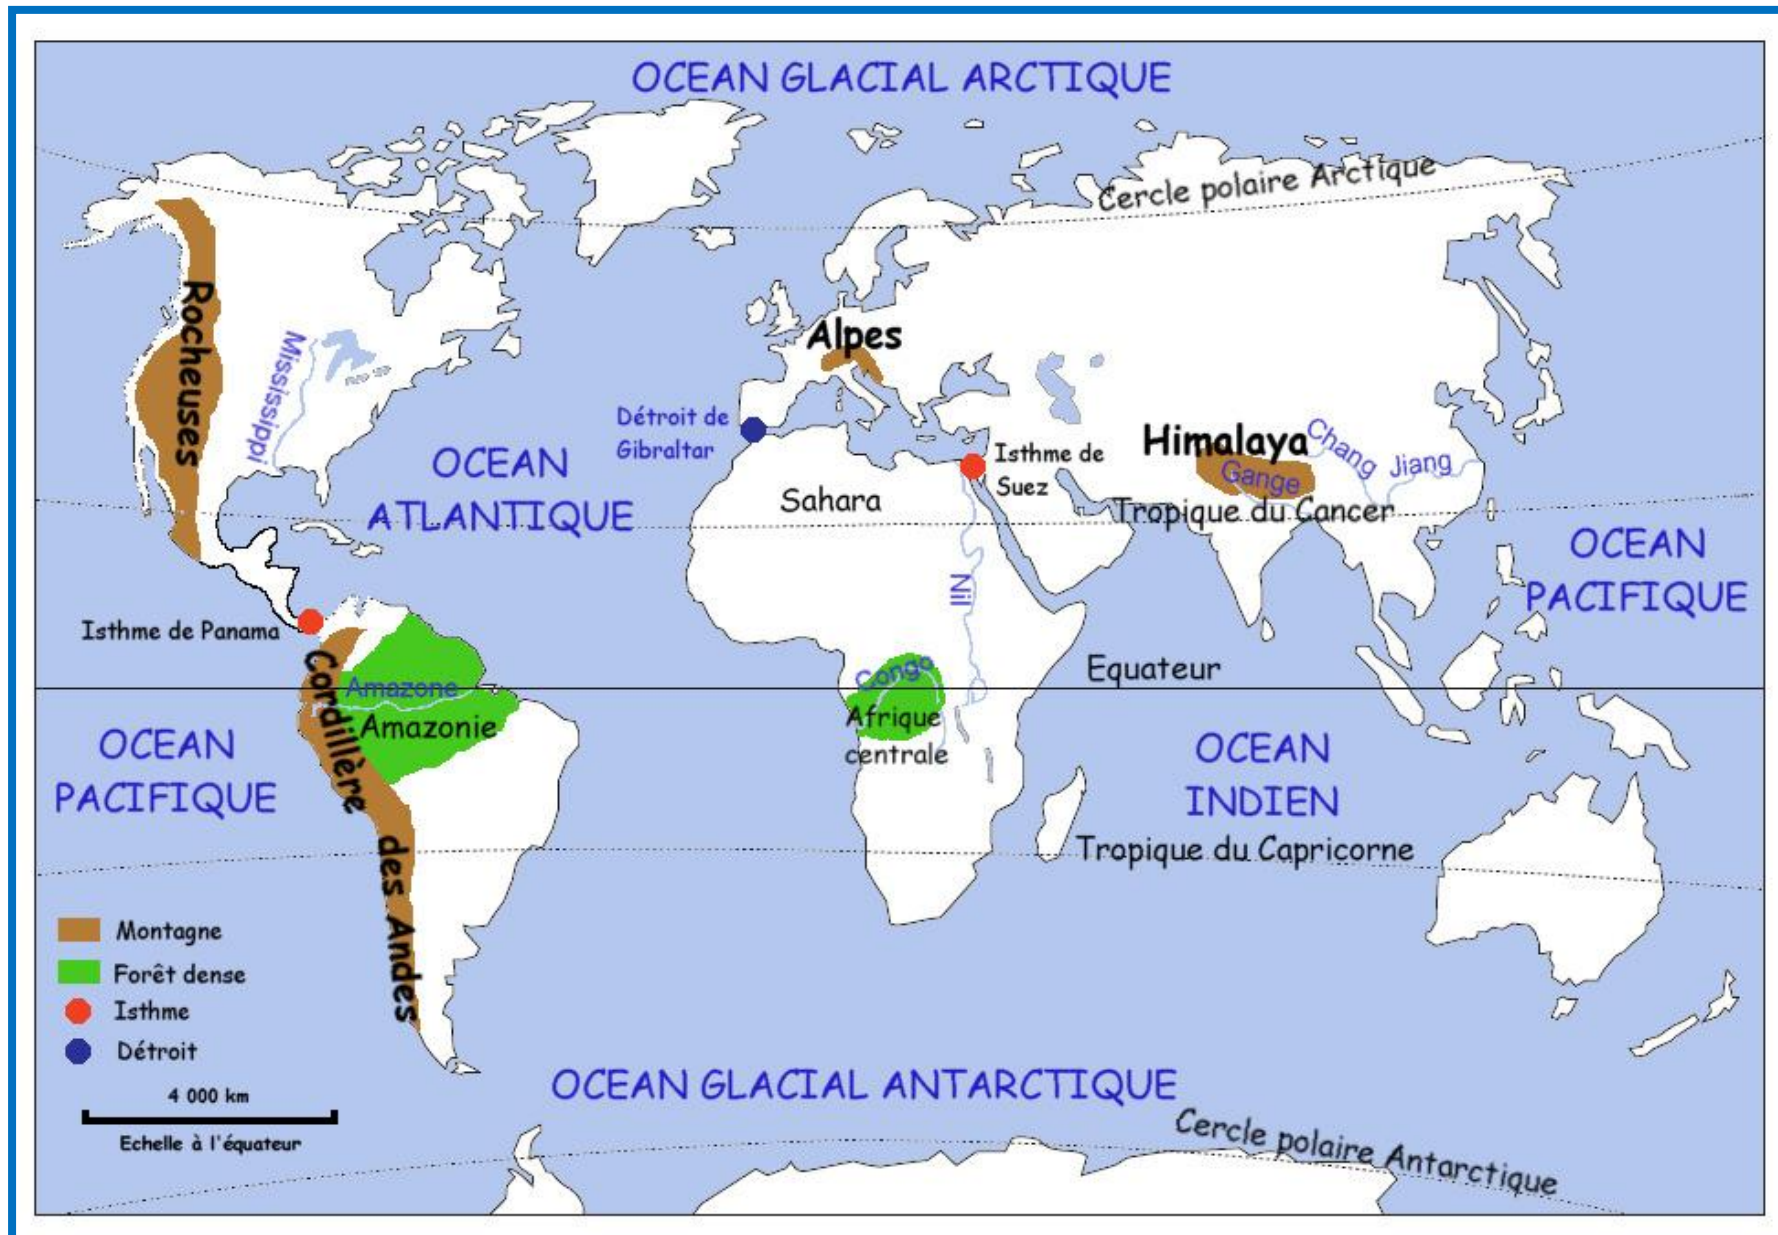 OCEAN GLACIAL ARCTIQUE
Cercle polaire Arctique
Rocheuses
Mississippi
Alpes
Détroit de
Gibraltar
OCEAN
ATLANTIQUE
Isthme de
Suez
Sahara
Himalaya
Gange
Chang Jiang
Tropique du Cancer
OCEAN
PACIFIQUE
Nil
Isthme de Panama
Congo
Equateur
Amazone
Amazonie
Cordillère des Andes
Afrique
centrale
OCEAN
PACIFIQUE
OCEAN
INDIEN
Tropique du Capricorne
Montagne
Forêt dense
Isthme
Détroit
4 000 km
Echelle à l'équateur
OCEAN GLACIAL ANTARCTIQUE
Cercle polaire Antarctique